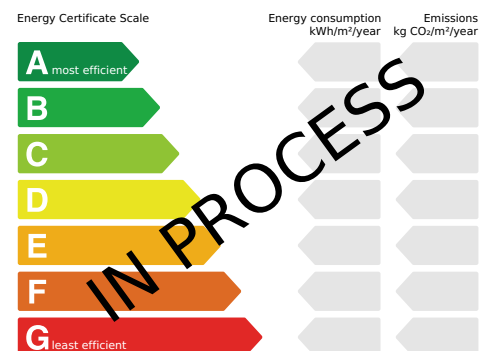 Energy Certificate Scale
Energy consumption
kWh/m²/year
Emissions
kg CO₂/m²/year
A most efficient
B
C
D
E
F
G least efficient
IN PROCESS